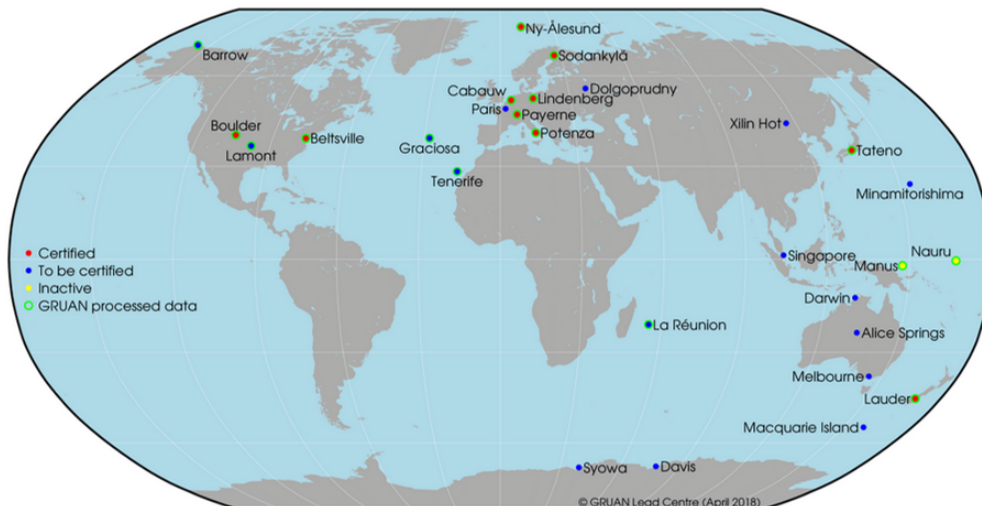 Ny-Ålesund
Barrow
Sodankylä
Dolgoprudny
Cabauw
Lindenberg
Paris
Payerne
Xilin Hot
Boulder
Beltsville
Potenza
Lamont
Graciosa
Tateno
Tenerife
Minamitorishima
Certified
To be certified
Inactive
GRUAN processed data
Singapore
Nauru
Manus
Darwin
La Réunion
Alice Springs
Melbourne
Lauder
Macquarie Island
Syowa
Davis
© GRUAN Lead Centre (April 2018)